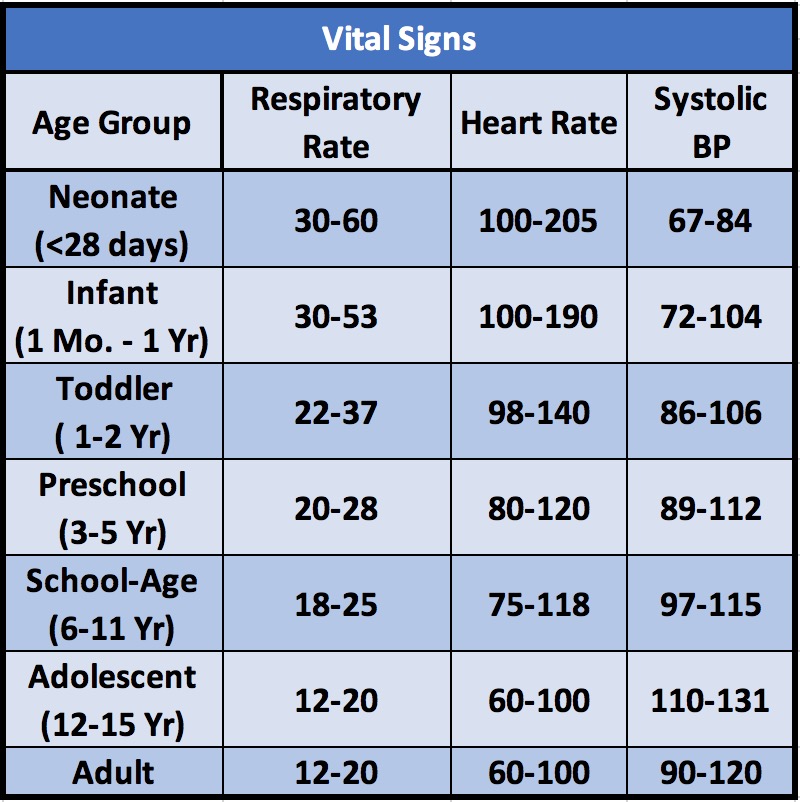 Vital Signs
Age Group
Respiratory
Rate
Heart Rate
Systolic
BP
Neonate
(<28 days)
30-60
100-205
67-84
Infant
(1 Mo. - 1 Yr)
30-53
100-190
72-104
Toddler
( 1-2 Yr)
22-37
98-140
86-106
Preschool
(3-5 Yr)
20-28
80-120
89-112
School-Age
(6-11 Yr)
18-25
75-118
97-115
Adolescent
(12-15 Yr)
12-20
60-100
110-131
Adult
12-20
60-100
90-120